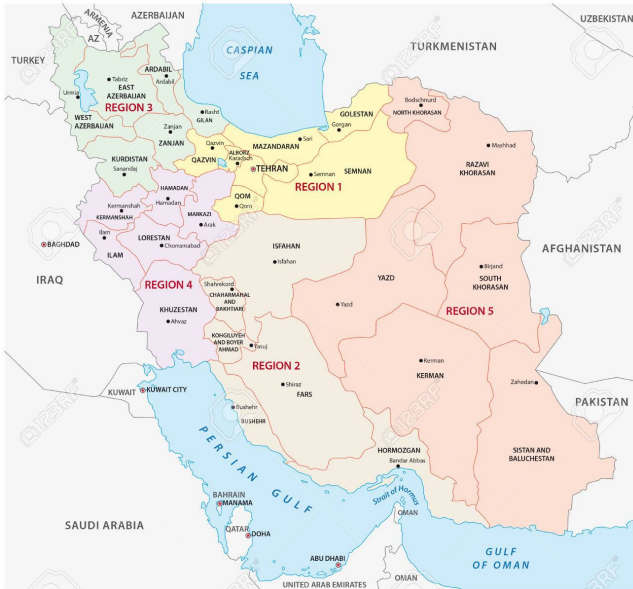 ARMENIA
AZERBAIJAN
AZ
TURKEY
CASPIAN
SEA
TURKMENISTAN
UZBEKISTAN
Tabriz
EAST
AZERBAIJAN
ARDABIL
Ardabil
Urmia
REGION 3
WEST
AZERBAIJAN
Rasht
GILAN
Zanjan
ZANJAN
KURDISTAN
Sanandaj
Qazvin
QAZVIN
ALBORZ
Karadsch
TEHRAN
MAZANDARAN
Sari
GOLESTAN
Gorgan
Semnan
SEMNAN
REGION 1
QOM
Qom
Bodschnurd
NORTH KHORASAN
Mashhad
RAZAVI
KHORASAN
HAMADAN
Hamadan
Kermanshah
KERMANSHAH
MARKAZI
Arak
Ilam
ILAM
LORESTAN
Chorramabad
BAGHDAD
IRAQ
REGION 4
KHUZESTAN
Ahvaz
ISFAHAN
Isfahan
Shahrekord
CHAHARMAHAL
AND
BAKHTIARI
KOHGILUYEH
AND BOYER
AHMAD
Yasuj
REGION 2
Shiraz
FARS
YAZD
Yazd
Birjand
SOUTH
KHORASAN
REGION 5
AFGHANISTAN
Kerman
KERMAN
Zahedan
PAKISTAN
SISTAN AND
BALUCHESTAN
KUWAIT
KUWAIT CITY
Bushehr
BUSHEHR
PERSIAN GULF
HORMOZGAN
Bandar Abbas
Strait of Hormus
OMAN
BAHRAIN
MANAMA
QATAR
DOHA
SAUDI ARABIA
ABU DHABI
UNITED ARAB EMIRATES
OMAN
GULF
OF OMAN
123RF